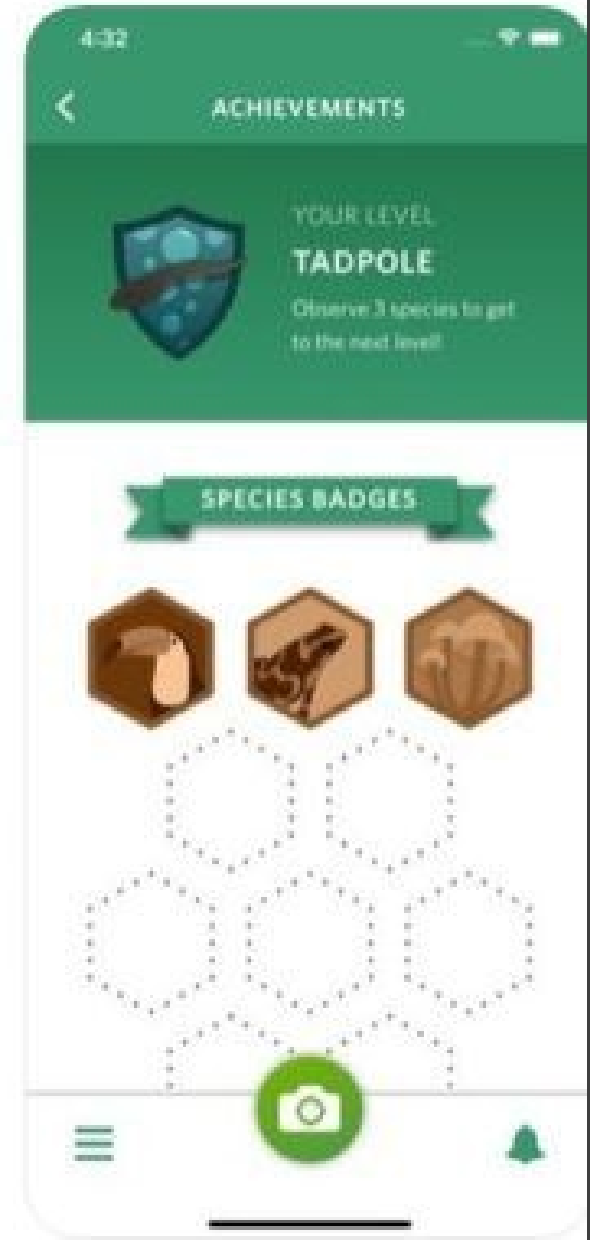 4:32
ACHIEVEMENTS
YOUR LEVEL
TADPOLE
Observe 3 species to get
to the next level!
SPECIES BADGES